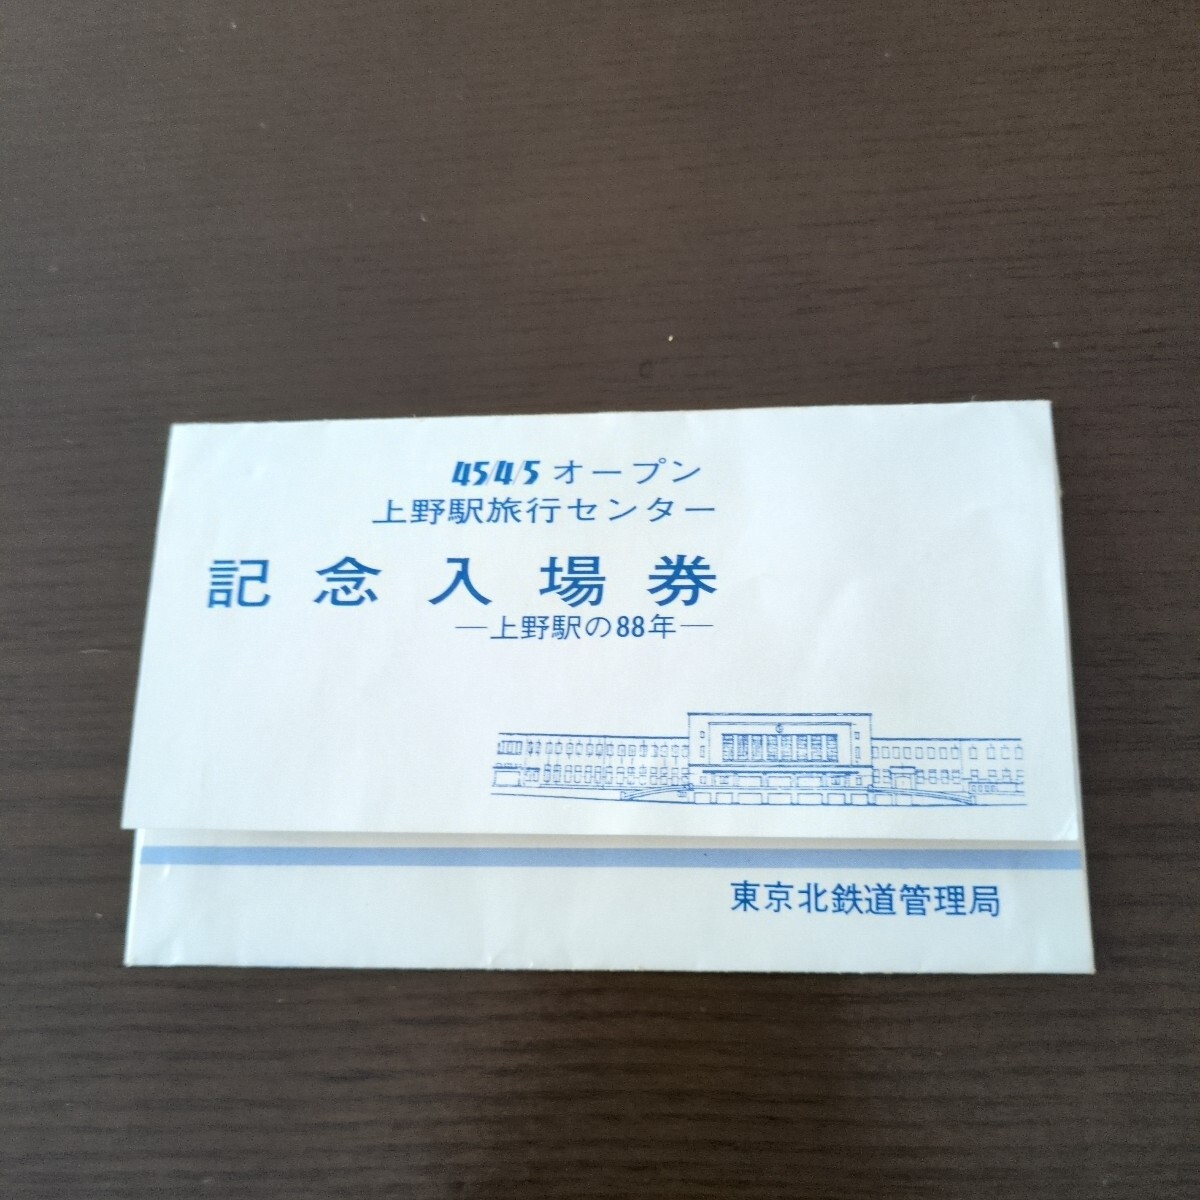 45/4/5 オープン
上野駅旅行センター
記念入場券
―上野駅の88年―
東京北鉄道管理局